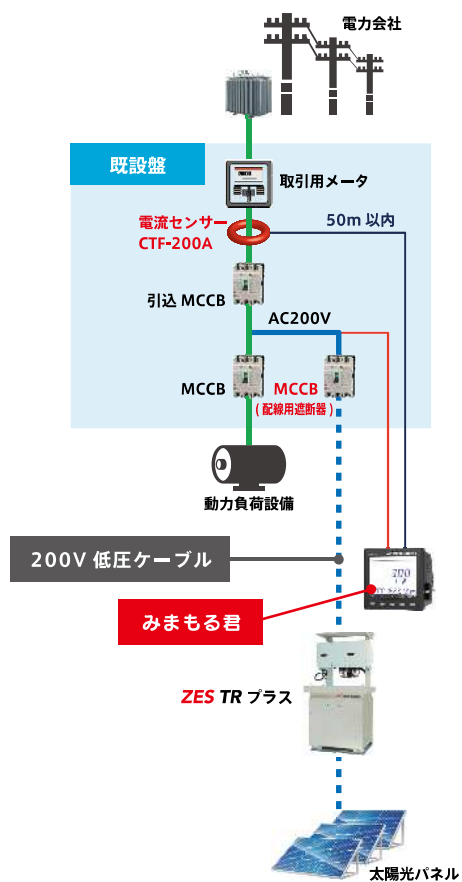 電力会社
既設盤
取引用メータ
電流センサー
CTF-200A
50m 以内
引込 MCCB
AC200V
MCCB
MCCB
(配線用遮断器)
動力負荷設備
200V 低圧ケーブル
みまもる君
ZES TR プラス
太陽光パネル